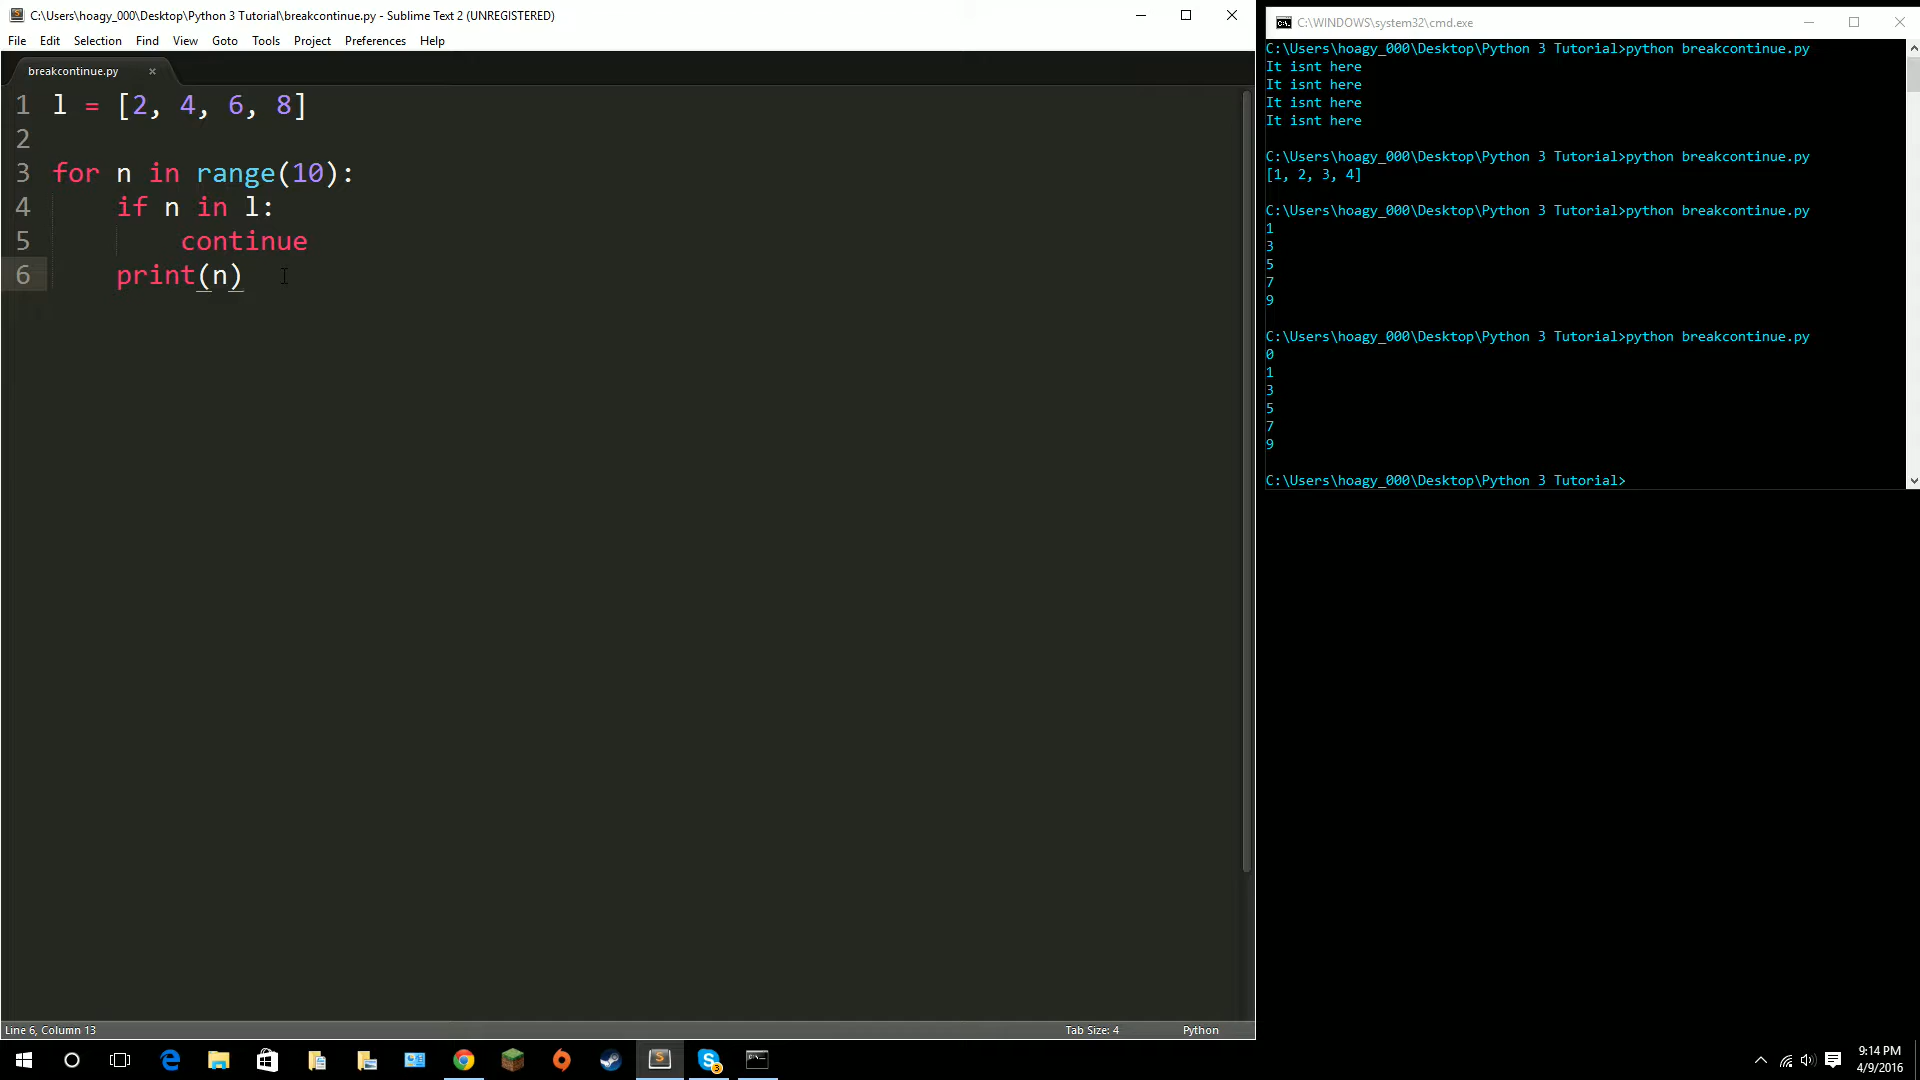 C:\Users\hoagy_000\Desktop\Python 3 Tutorial\breakcontinue.py - Sublime Text 2 (UNREGISTERED)
File Edit Selection Find View Goto Tools Project Preferences Help
breakcontinue.py ×
1 l = [2, 4, 6, 8]
2
3 for n in range(10):
4     if n in l:
5         continue
6     print(n)
Line 6, Column 13
Tab Size: 4
Python
C:\WINDOWS\system32\cmd.exe
C:\Users\hoagy_000\Desktop\Python 3 Tutorial>python breakcontinue.py
It isnt here
It isnt here
It isnt here
It isnt here
C:\Users\hoagy_000\Desktop\Python 3 Tutorial>python breakcontinue.py
[1, 2, 3, 4]
C:\Users\hoagy_000\Desktop\Python 3 Tutorial>python breakcontinue.py
1
3
5
7
9
C:\Users\hoagy_000\Desktop\Python 3 Tutorial>python breakcontinue.py
0
1
3
5
7
9
C:\Users\hoagy_000\Desktop\Python 3 Tutorial>
3
9:14 PM
4/9/2016